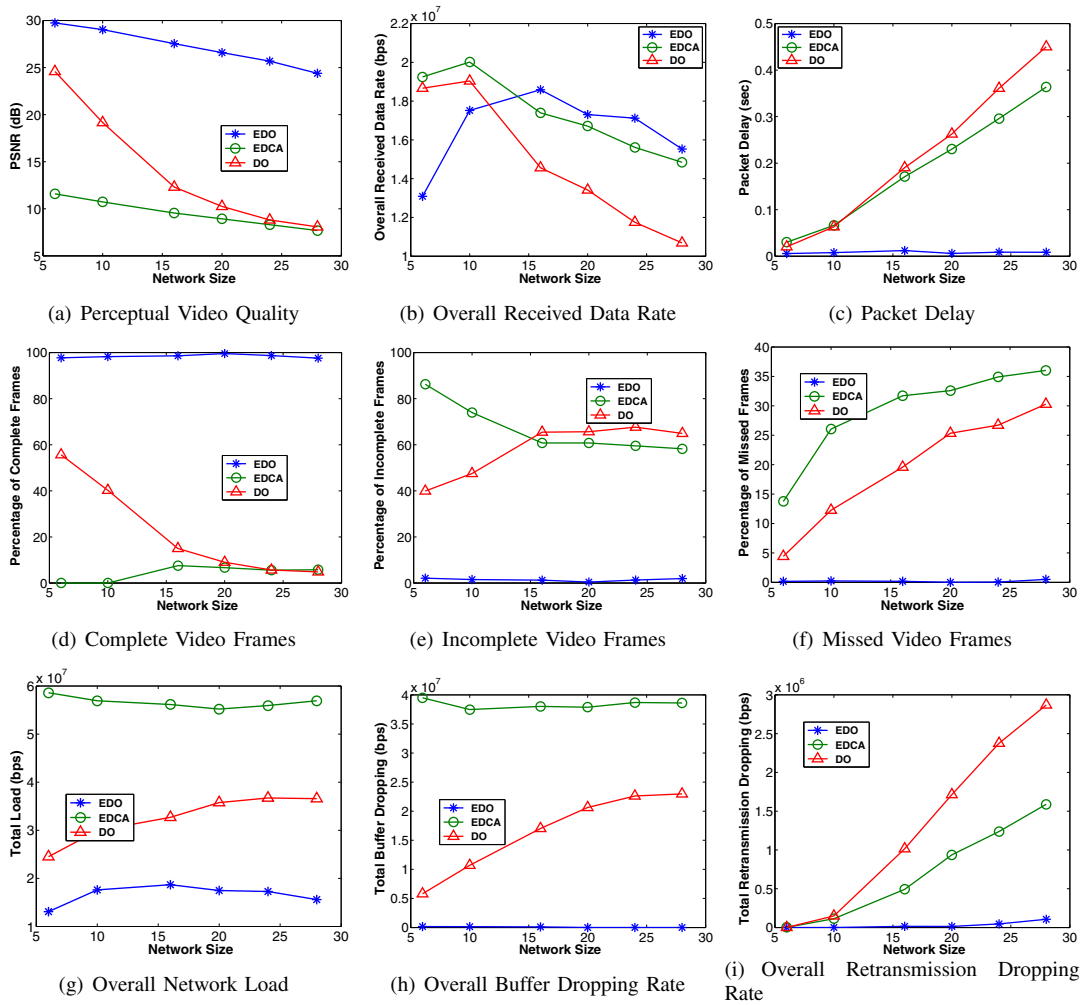 30
25
20
15
10
5
PSNR (dB)
EDO
EDCA
DO
5 10 15 20 25 30
Network Size
(a) Perceptual Video Quality
x 10^7
2.2
2
1.8
1.6
1.4
1.2
1
Overall Received Data Rate (bps)
EDO
EDCA
DO
5 10 15 20 25 30
Network Size
(b) Overall Received Data Rate
0.5
0.4
0.3
0.2
0.1
0
Packet Delay (sec)
EDO
EDCA
DO
5 10 15 20 25 30
Network Size
(c) Packet Delay
100
80
60
40
20
0
Percentage of Complete Frames
EDO
EDCA
DO
5 10 15 20 25 30
Network Size
(d) Complete Video Frames
100
80
60
40
20
0
Percentage of Incomplete Frames
EDO
EDCA
DO
5 10 15 20 25 30
Network Size
(e) Incomplete Video Frames
40
35
30
25
20
15
10
5
0
Percentage of Missed Frames
EDO
EDCA
DO
5 10 15 20 25 30
Network Size
(f) Missed Video Frames
x 10^7
6
5
4
3
2
1
Total Load (bps)
EDO
EDCA
DO
5 10 15 20 25 30
Network Size
(g) Overall Network Load
x 10^7
4
3.5
3
2.5
2
1.5
1
0.5
0
Total Buffer Dropping (bps)
EDO
EDCA
DO
5 10 15 20 25 30
Network Size
(h) Overall Buffer Dropping Rate
x 10^6
3
2.5
2
1.5
1
0.5
0
Total Retransmission Dropping (bps)
EDO
EDCA
DO
5 10 15 20 25 30
Network Size
(i) Overall Retransmission Dropping
Rate